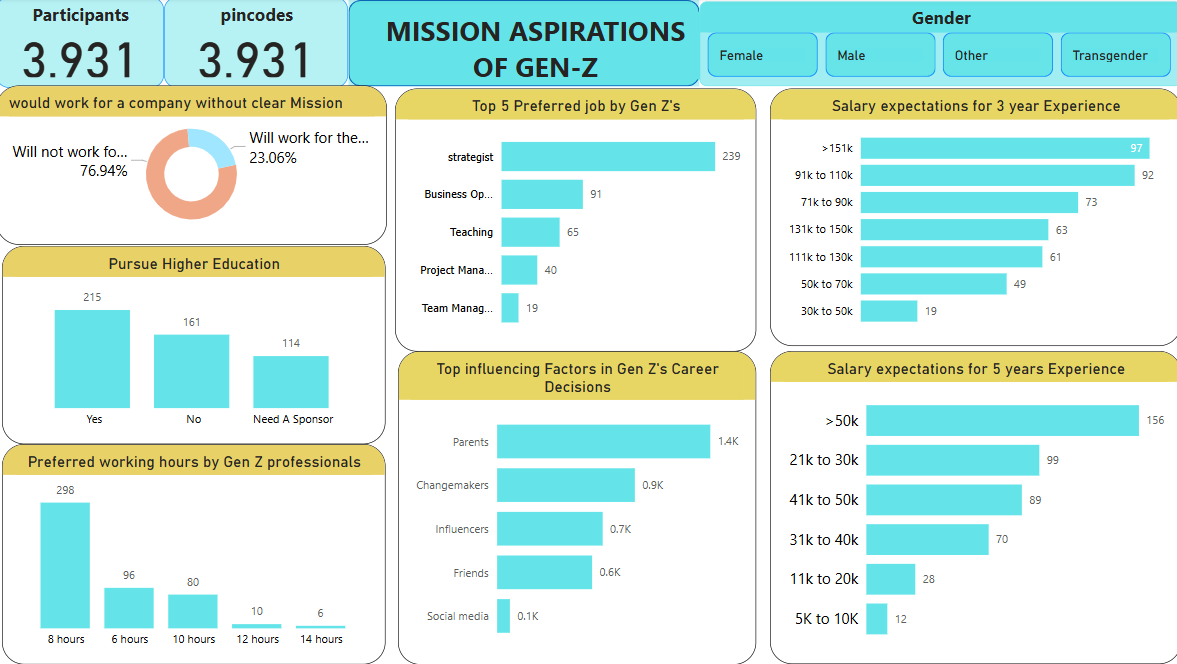 Participants
3.931
pincodes
3.931
MISSION ASPIRATIONS
OF GEN-Z
Gender
Female
Male
Other
Transgender
would work for a company without clear Mission
Will not work fo...
76.94%
Will work for the...
23.06%
Pursue Higher Education
215
161
114
Yes
No
Need A Sponsor
Preferred working hours by Gen Z professionals
298
96
80
10
6
8 hours
6 hours
10 hours
12 hours
14 hours
Top 5 Preferred job by Gen Z's
strategist 239
Business Op... 91
Teaching 65
Project Mana... 40
Team Manag... 19
Top influencing Factors in Gen Z's Career
Decisions
Parents 1.4K
Changemakers 0.9K
Influencers 0.7K
Friends 0.6K
Social media 0.1K
Salary expectations for 3 year Experience
>151k 97
91k to 110k 92
71k to 90k 73
131k to 150k 63
111k to 130k 61
50k to 70k 49
30k to 50k 19
Salary expectations for 5 years Experience
>50k 156
21k to 30k 99
41k to 50k 89
31k to 40k 70
11k to 20k 28
5K to 10K 12